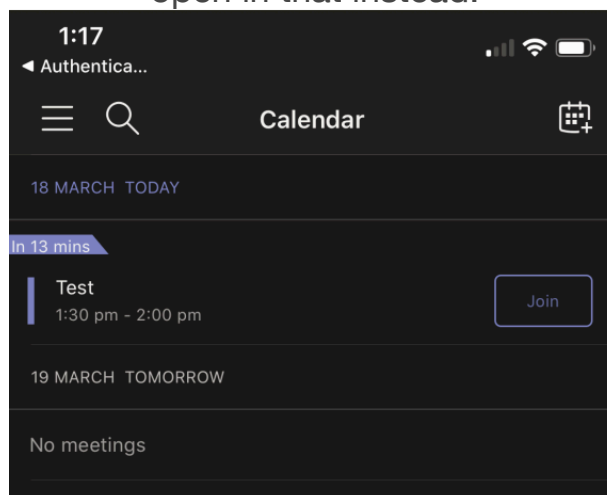 open in that instead.
1:17
◄ Authentica...
Calendar
18 MARCH TODAY
In 13 mins
Test
Join
1:30 pm - 2:00 pm
19 MARCH TOMORROW
No meetings